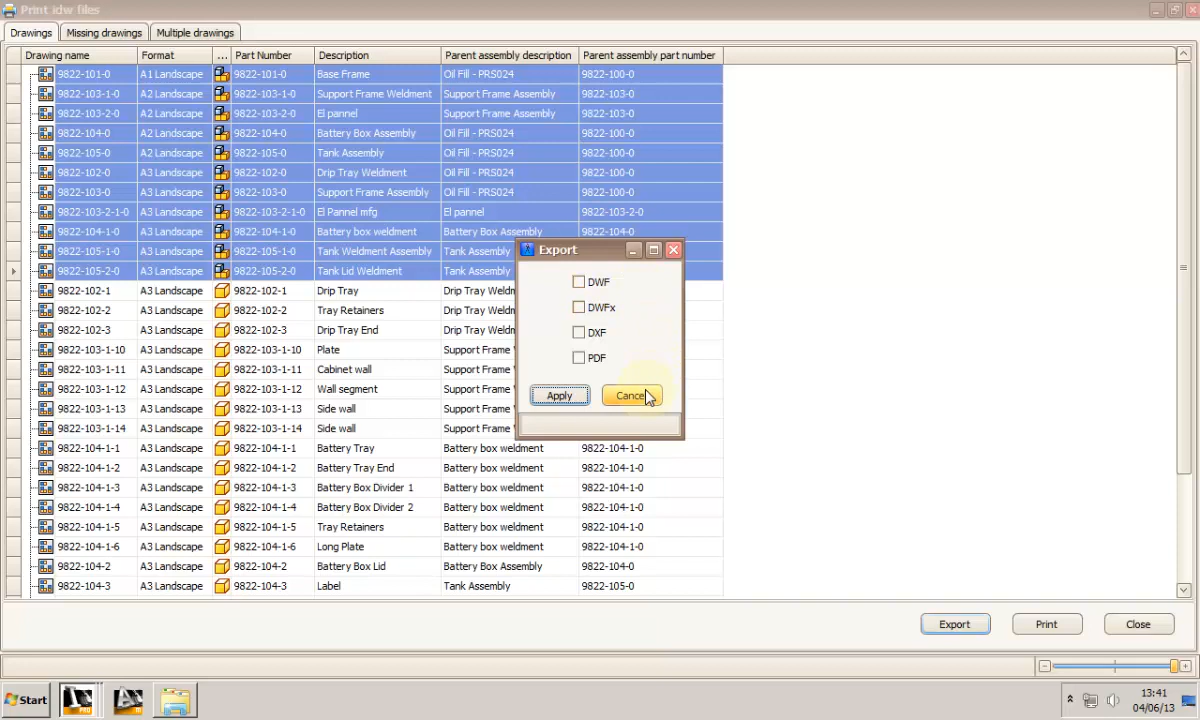 Print idw files
Drawings Missing drawings Multiple drawings
Drawing name Format ... Part Number Description Parent assembly description Parent assembly part number
9822-101-0 A1 Landscape 9822-101-0 Base Frame Oil Fill - PRS024 9822-100-0
9822-103-1-0 A2 Landscape 9822-103-1-0 Support Frame Weldment Support Frame Assembly 9822-103-0
9822-103-2-0 A2 Landscape 9822-103-2-0 El pannel Support Frame Assembly 9822-103-0
9822-104-0 A2 Landscape 9822-104-0 Battery Box Assembly Oil Fill - PRS024 9822-100-0
9822-105-0 A2 Landscape 9822-105-0 Tank Assembly Oil Fill - PRS024 9822-100-0
9822-102-0 A3 Landscape 9822-102-0 Drip Tray Weldment Oil Fill - PRS024 9822-100-0
9822-103-0 A3 Landscape 9822-103-0 Support Frame Assembly Oil Fill - PRS024 9822-100-0
9822-103-2-1-0 A3 Landscape 9822-103-2-1-0 El Pannel mfg El pannel 9822-103-2-0
9822-104-1-0 A3 Landscape 9822-104-1-0 Battery box weldment Battery Box Assembly 9822-104-0
9822-105-1-0 A3 Landscape 9822-105-1-0 Tank Weldment Assembly Tank Assembly
9822-105-2-0 A3 Landscape 9822-105-2-0 Tank Lid Weldment Tank Assembly
9822-102-1 A3 Landscape 9822-102-1 Drip Tray Drip Tray Weldm
9822-102-2 A3 Landscape 9822-102-2 Tray Retainers Drip Tray Weldm
9822-102-3 A3 Landscape 9822-102-3 Drip Tray End Drip Tray Weldm
9822-103-1-10 A3 Landscape 9822-103-1-10 Plate Support Frame
9822-103-1-11 A3 Landscape 9822-103-1-11 Cabinet wall Support Frame
9822-103-1-12 A3 Landscape 9822-103-1-12 Wall segment Support Frame
9822-103-1-13 A3 Landscape 9822-103-1-13 Side wall Support Frame
9822-103-1-14 A3 Landscape 9822-103-1-14 Side wall Support Frame
9822-104-1-1 A3 Landscape 9822-104-1-1 Battery Tray Battery box weldment 9822-104-1-0
9822-104-1-2 A3 Landscape 9822-104-1-2 Battery Tray End Battery box weldment 9822-104-1-0
9822-104-1-3 A3 Landscape 9822-104-1-3 Battery Box Divider 1 Battery box weldment 9822-104-1-0
9822-104-1-4 A3 Landscape 9822-104-1-4 Battery Box Divider 2 Battery box weldment 9822-104-1-0
9822-104-1-5 A3 Landscape 9822-104-1-5 Tray Retainers Battery box weldment 9822-104-1-0
9822-104-1-6 A3 Landscape 9822-104-1-6 Long Plate Battery box weldment 9822-104-1-0
9822-104-2 A3 Landscape 9822-104-2 Battery Box Lid Battery Box Assembly 9822-104-0
9822-104-3 A3 Landscape 9822-104-3 Label Tank Assembly 9822-105-0
Export
DWF
DWFx
DXF
PDF
Apply Cancel
Export Print Close
Start
13:41
04/06/13